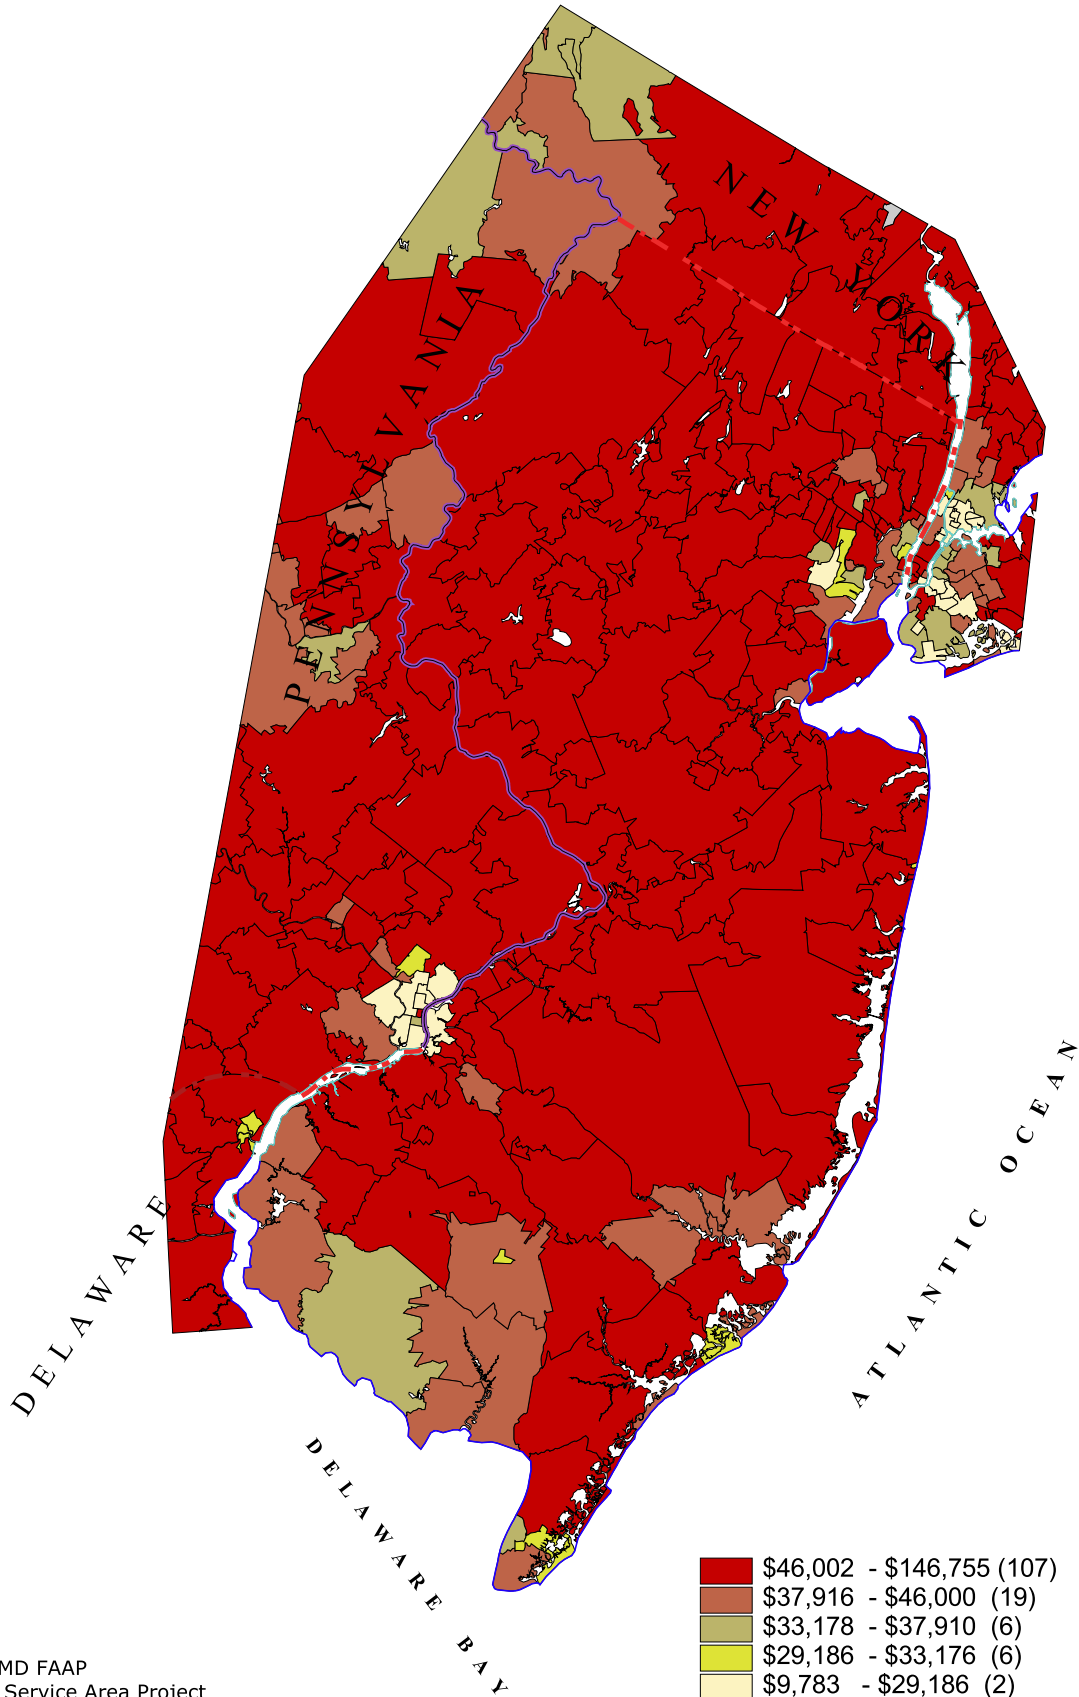 NEW YORK
PENNSYLVANIA
DELAWARE
ATLANTIC OCEAN
DELAWARE BAY
$46,002 - $146,755 (107)
$37,916 - $46,000 (19)
$33,178 - $37,910 (6)
$29,186 - $33,176 (6)
$9,783 - $29,186 (2)
MD FAAP
Service Area Project